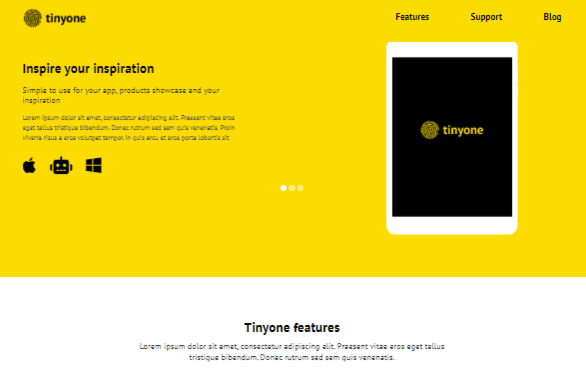 tinyone
Features
Support
Blog
Inspire your inspiration
Simple to use for your app, products showcase and your
inspiration
Lorem ipsum dolor sit amet, consectetur adipiscing elit. Praesent vitae eros
eget tellus tristique bibendum. Donec rutrum sed sem quis venenatis. Proin
viverra risus a eros volutpat tempor. In quis arcu et eros porta lobortis sit
tinyone
Tinyone features
Lorem ipsum dolor sit amet, consectetur adipiscing elit. Praesent vitae eros eget tellus
tristique bibendum. Donec rutrum sed sem quis venenatis.